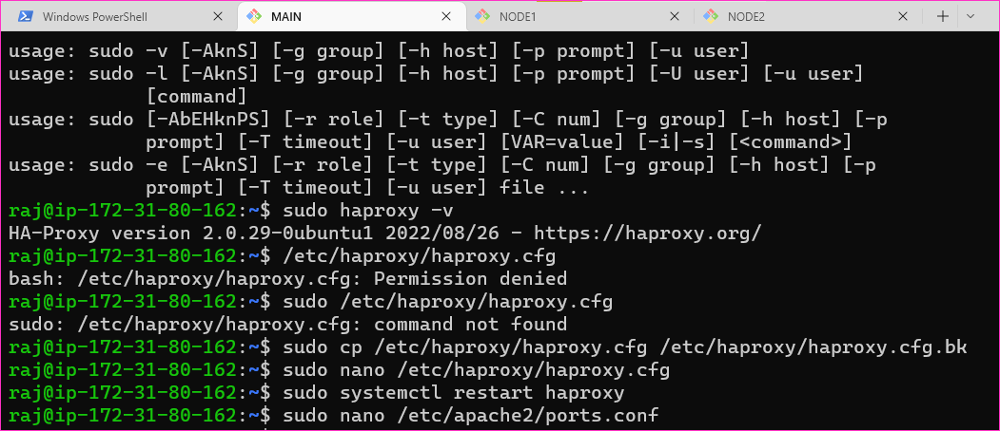 Windows PowerShell MAIN NODE1 NODE2
usage: sudo -v [-AknS] [-g group] [-h host] [-p prompt] [-u user]
usage: sudo -l [-AknS] [-g group] [-h host] [-p prompt] [-U user] [-u user]
[command]
usage: sudo [-AbEHknPS] [-r role] [-t type] [-C num] [-g group] [-h host] [-p
prompt] [-T timeout] [-u user] [VAR=value] [-i|-s] [<command>]
usage: sudo -e [-AknS] [-r role] [-t type] [-C num] [-g group] [-h host] [-p
prompt] [-T timeout] [-u user] file ...
raj@ip-172-31-80-162:~$ sudo haproxy -v
HA-Proxy version 2.0.29-0ubuntu1 2022/08/26 - https://haproxy.org/
raj@ip-172-31-80-162:~$ /etc/haproxy/haproxy.cfg
bash: /etc/haproxy/haproxy.cfg: Permission denied
raj@ip-172-31-80-162:~$ sudo /etc/haproxy/haproxy.cfg
sudo: /etc/haproxy/haproxy.cfg: command not found
raj@ip-172-31-80-162:~$ sudo cp /etc/haproxy/haproxy.cfg /etc/haproxy/haproxy.cfg.bk
raj@ip-172-31-80-162:~$ sudo nano /etc/haproxy/haproxy.cfg
raj@ip-172-31-80-162:~$ sudo systemctl restart haproxy
raj@ip-172-31-80-162:~$ sudo nano /etc/apache2/ports.conf